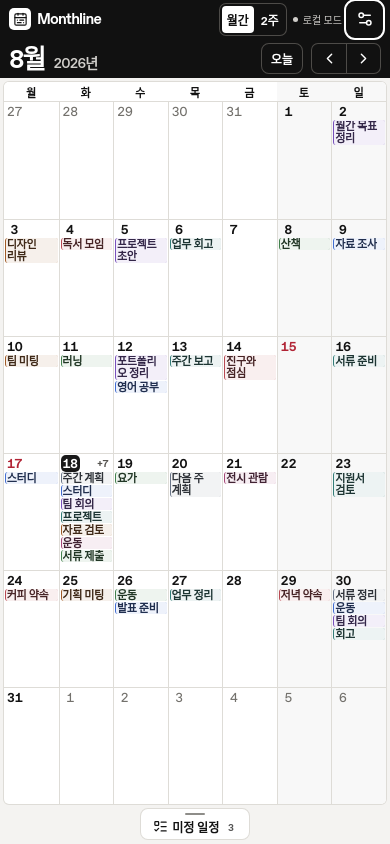 Monthline
월간 2주 로컬 모드
8월 2026년 오늘
월 화 수 목 금 토 일
27 28 29 30 31 1 2
월간 목표
정리
3 4 5 6 7 8 9
디자인
리뷰
독서 모임
프로젝트
초안
업무 회고
산책
자료 조사
10 11 12 13 14 15 16
팀 미팅
러닝
포트폴리
오 정리
영어 공부
주간 보고
친구와
점심
서류 준비
17 18 +7 19 20 21 22 23
스터디
주간 계획
스터디
팀 회의
프로젝트
자료 검토
운동
서류 제출
요가
다음 주
계획
전시 관람
지원서
검토
24 25 26 27 28 29 30
커피 약속
기획 미팅
운동
발표 준비
업무 정리
저녁 약속
서류 정리
운동
팀 회의
회고
31 1 2 3 4 5 6
미정 일정 3